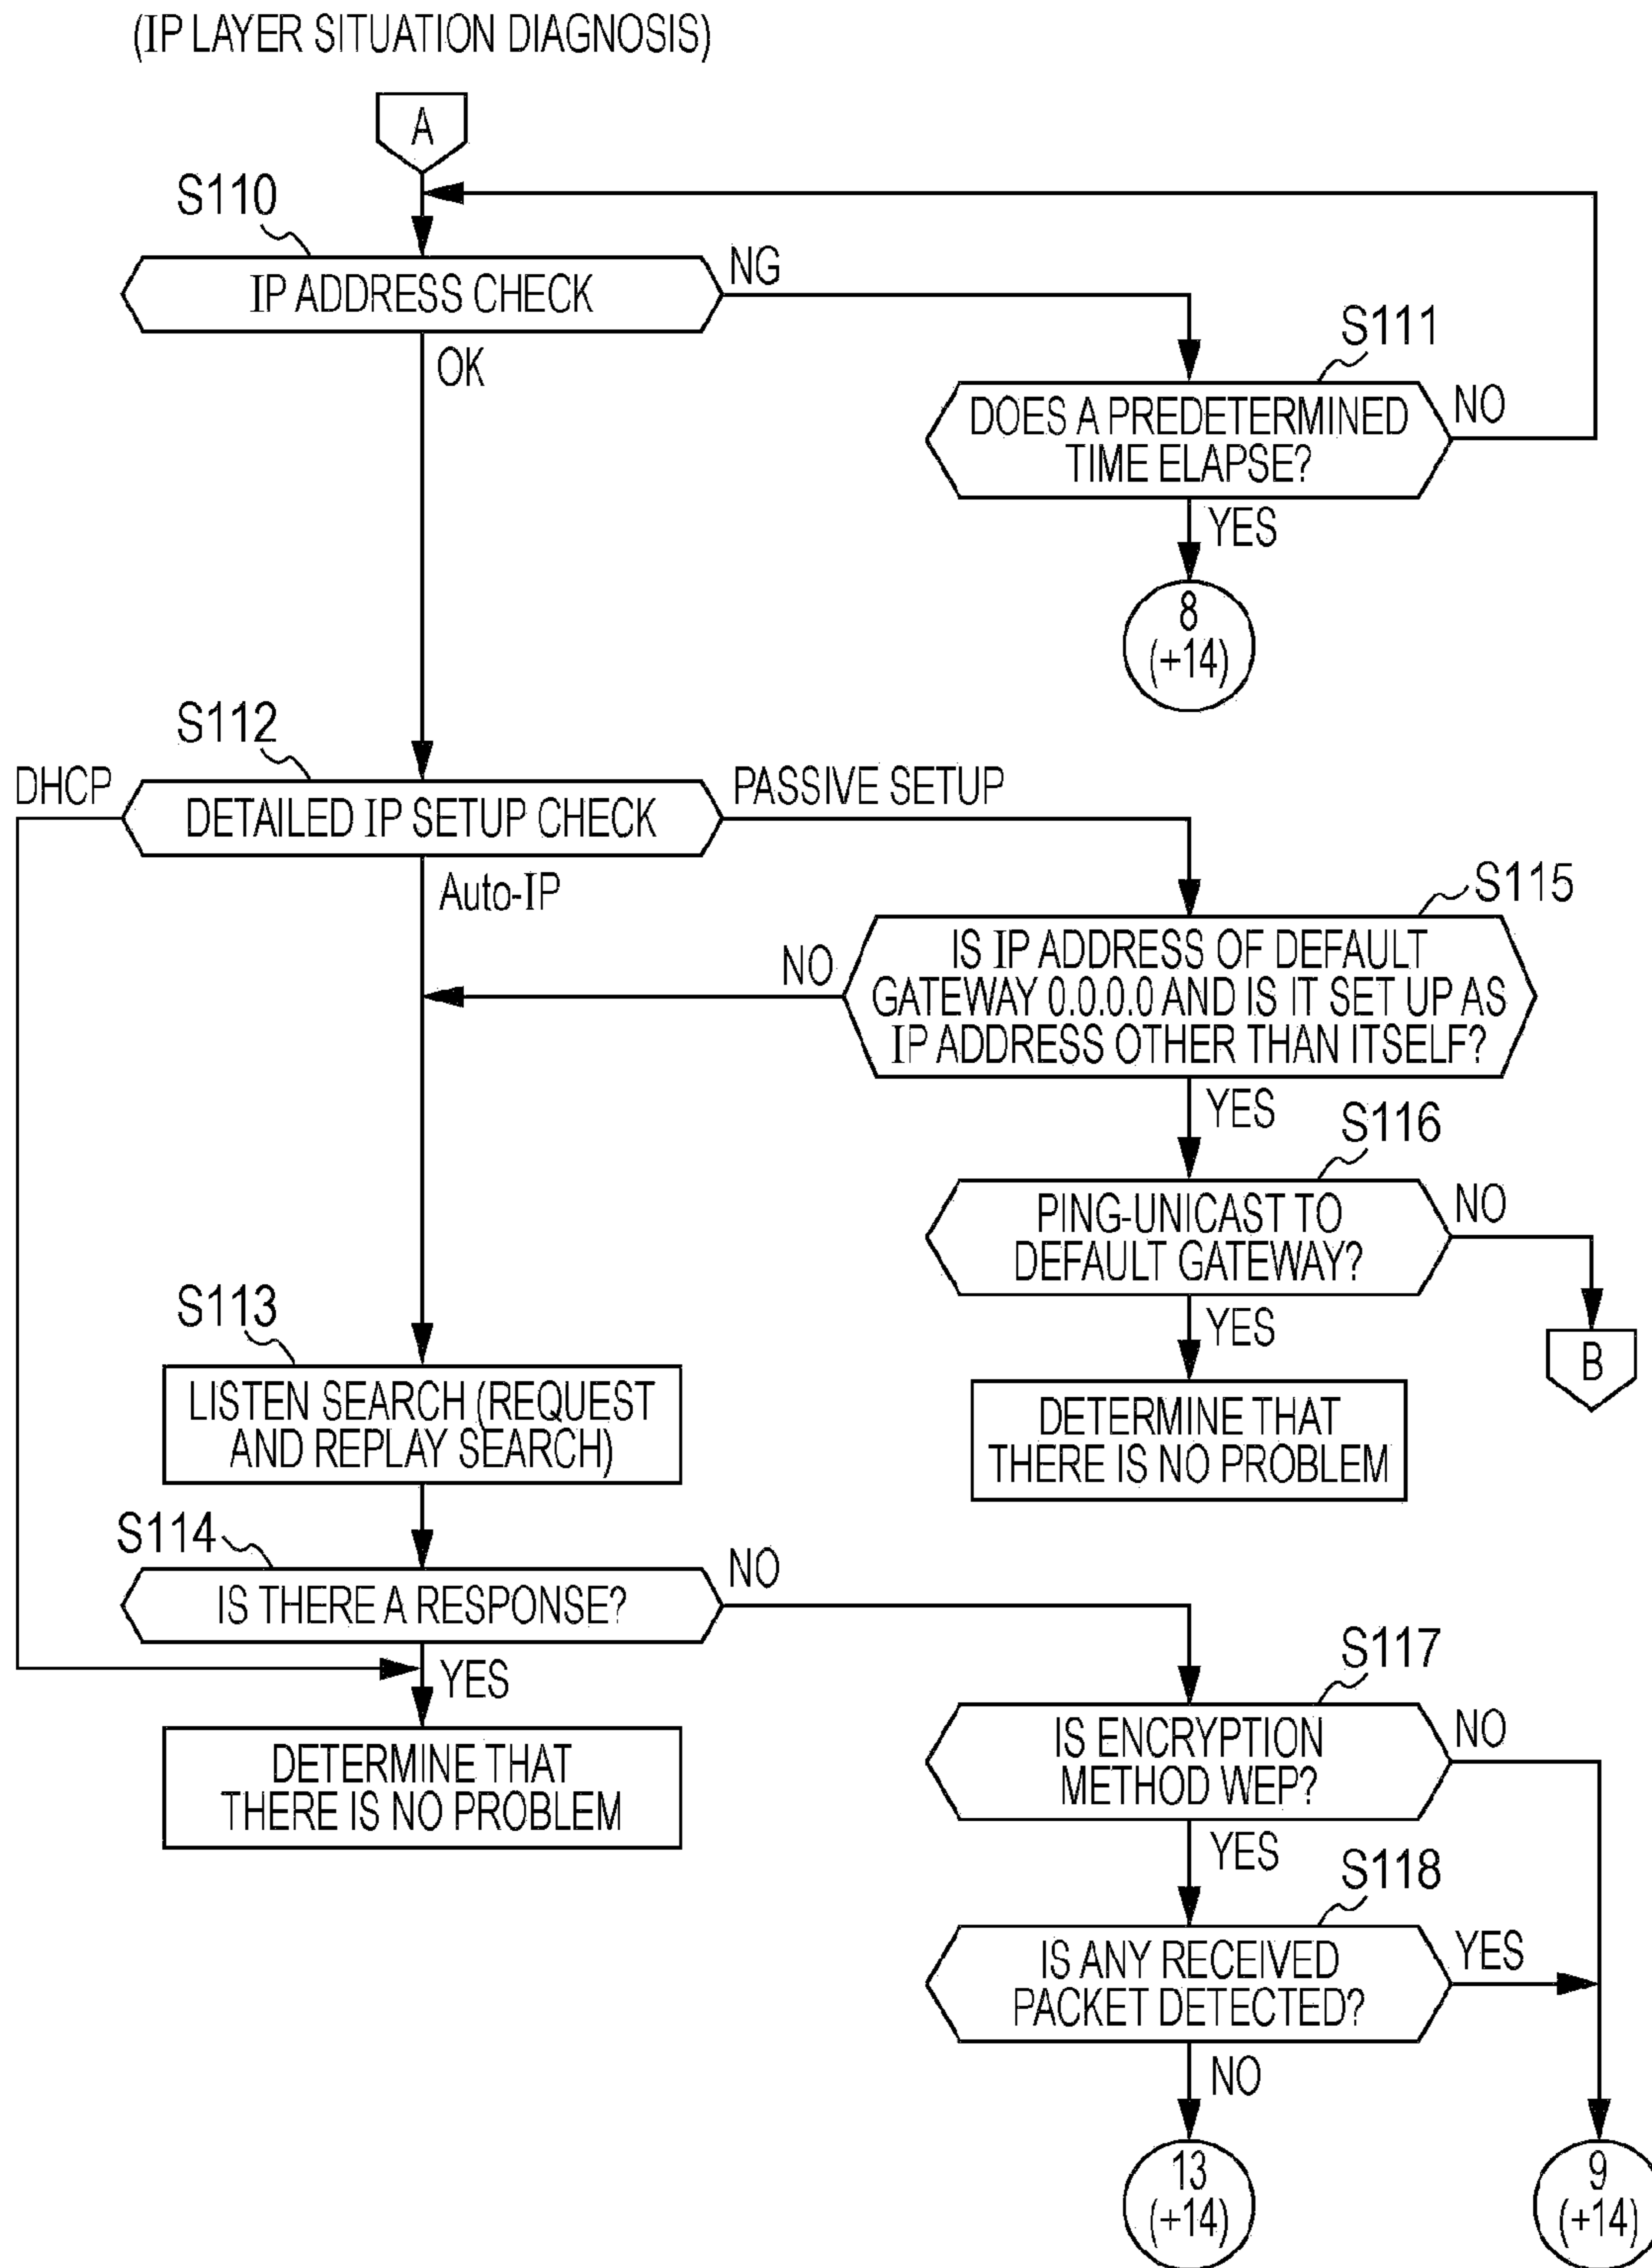 (IP LAYER SITUATION DIAGNOSIS)
A
S110
IP ADDRESS CHECK
NG
OK
S111
DOES A PREDETERMINED
TIME ELAPSE?
NO
YES
8
(+14)
S112
DHCP
DETAILED IP SETUP CHECK
PASSIVE SETUP
Auto-IP
S115
IS IP ADDRESS OF DEFAULT
GATEWAY 0.0.0.0 AND IS IT SET UP AS
IP ADDRESS OTHER THAN ITSELF?
NO
YES
S116
PING-UNICAST TO
DEFAULT GATEWAY?
NO
YES
B
DETERMINE THAT
THERE IS NO PROBLEM
S113
LISTEN SEARCH (REQUEST
AND REPLAY SEARCH)
S114
IS THERE A RESPONSE?
NO
YES
DETERMINE THAT
THERE IS NO PROBLEM
S117
IS ENCRYPTION
METHOD WEP?
NO
YES
S118
IS ANY RECEIVED
PACKET DETECTED?
YES
NO
13
(+14)
9
(+14)